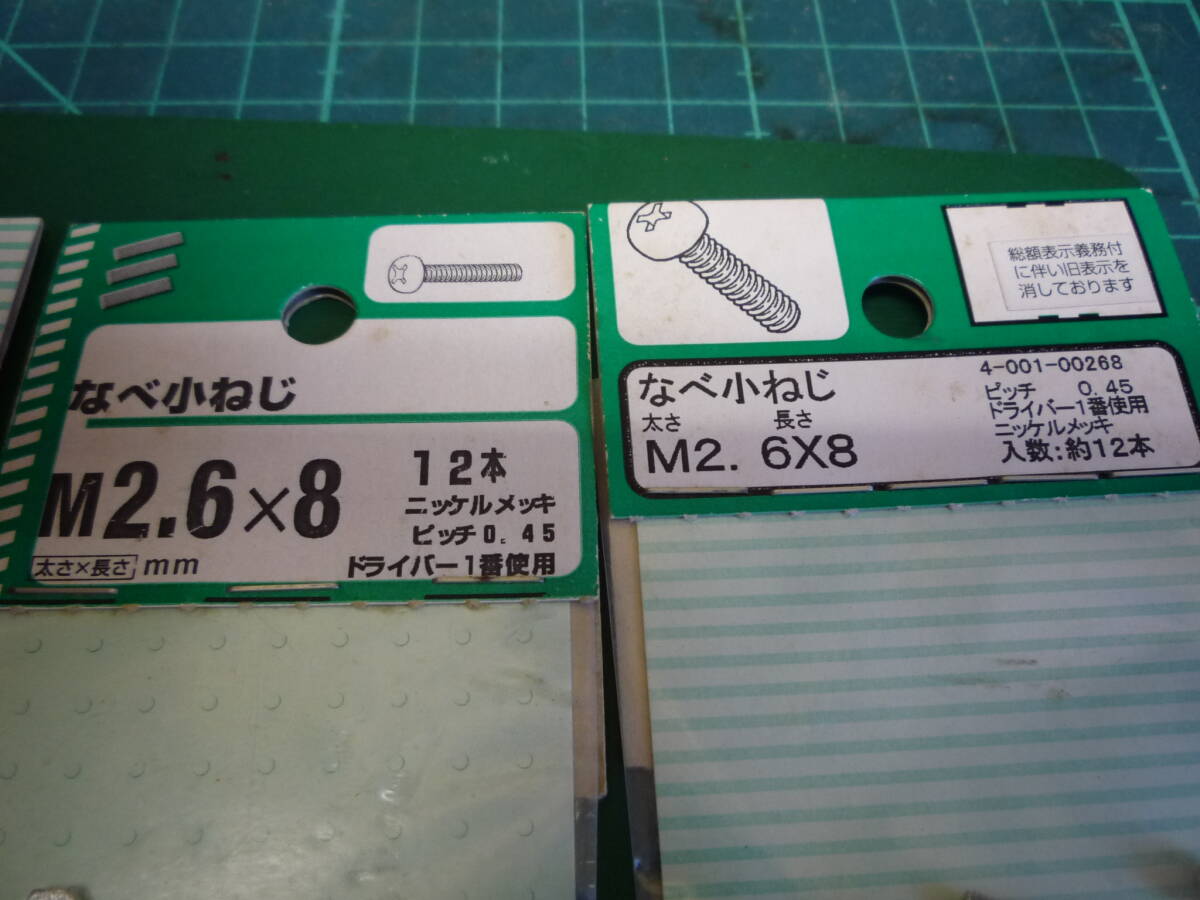 なべ小ねじ
M2.6×8
太さ×長さ mm
12本
ニッケルメッキ
ピッチ0.45
ドライバー1番使用
総額表示義務付
に伴い旧表示を
消しております
なべ小ねじ
太さ 長さ
M2.6X8
4-001-00268
ピッチ 0.45
ドライバー1番使用
ニッケルメッキ
入数:約12本